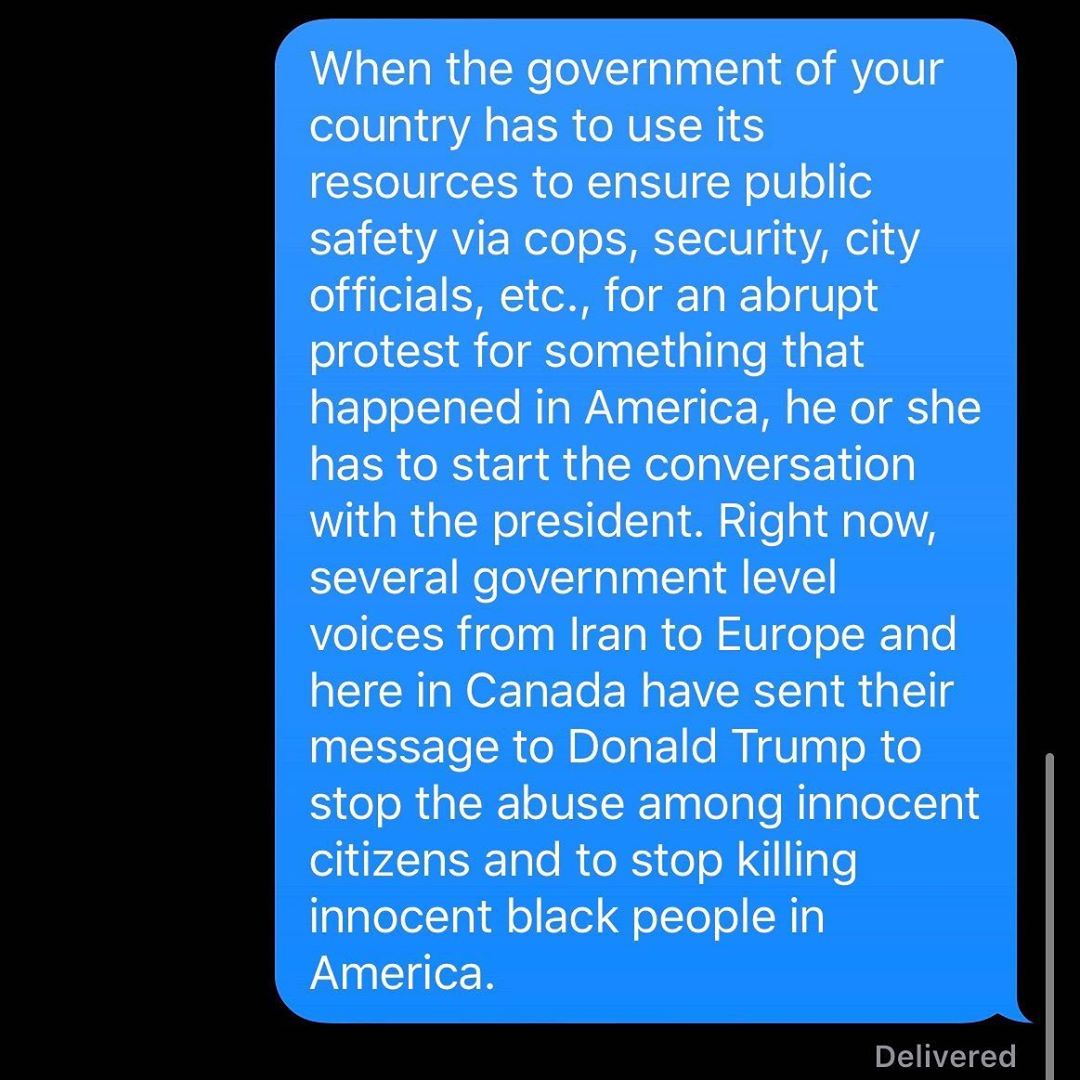 When the government of your
country has to use its
resources to ensure public
safety via cops, security, city
officials, etc., for an abrupt
protest for something that
happened in America, he or she
has to start the conversation
with the president. Right now,
several government level
voices from Iran to Europe and
here in Canada have sent their
message to Donald Trump to
stop the abuse among innocent
citizens and to stop killing
innocent black people in
America.
Delivered